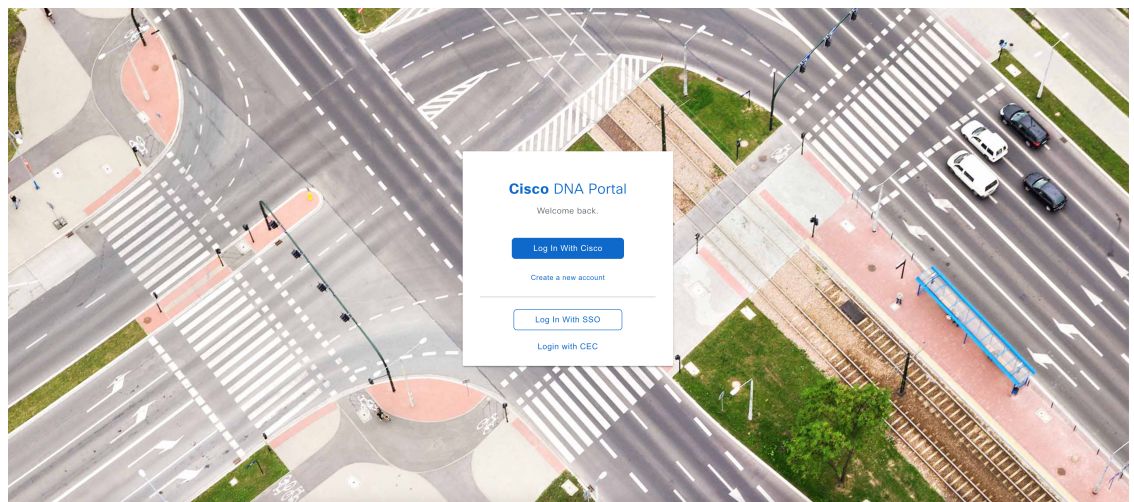 Cisco DNA Portal
Welcome back.
Log In With Cisco
Create a new account
Log In With SSO
Login with CEC